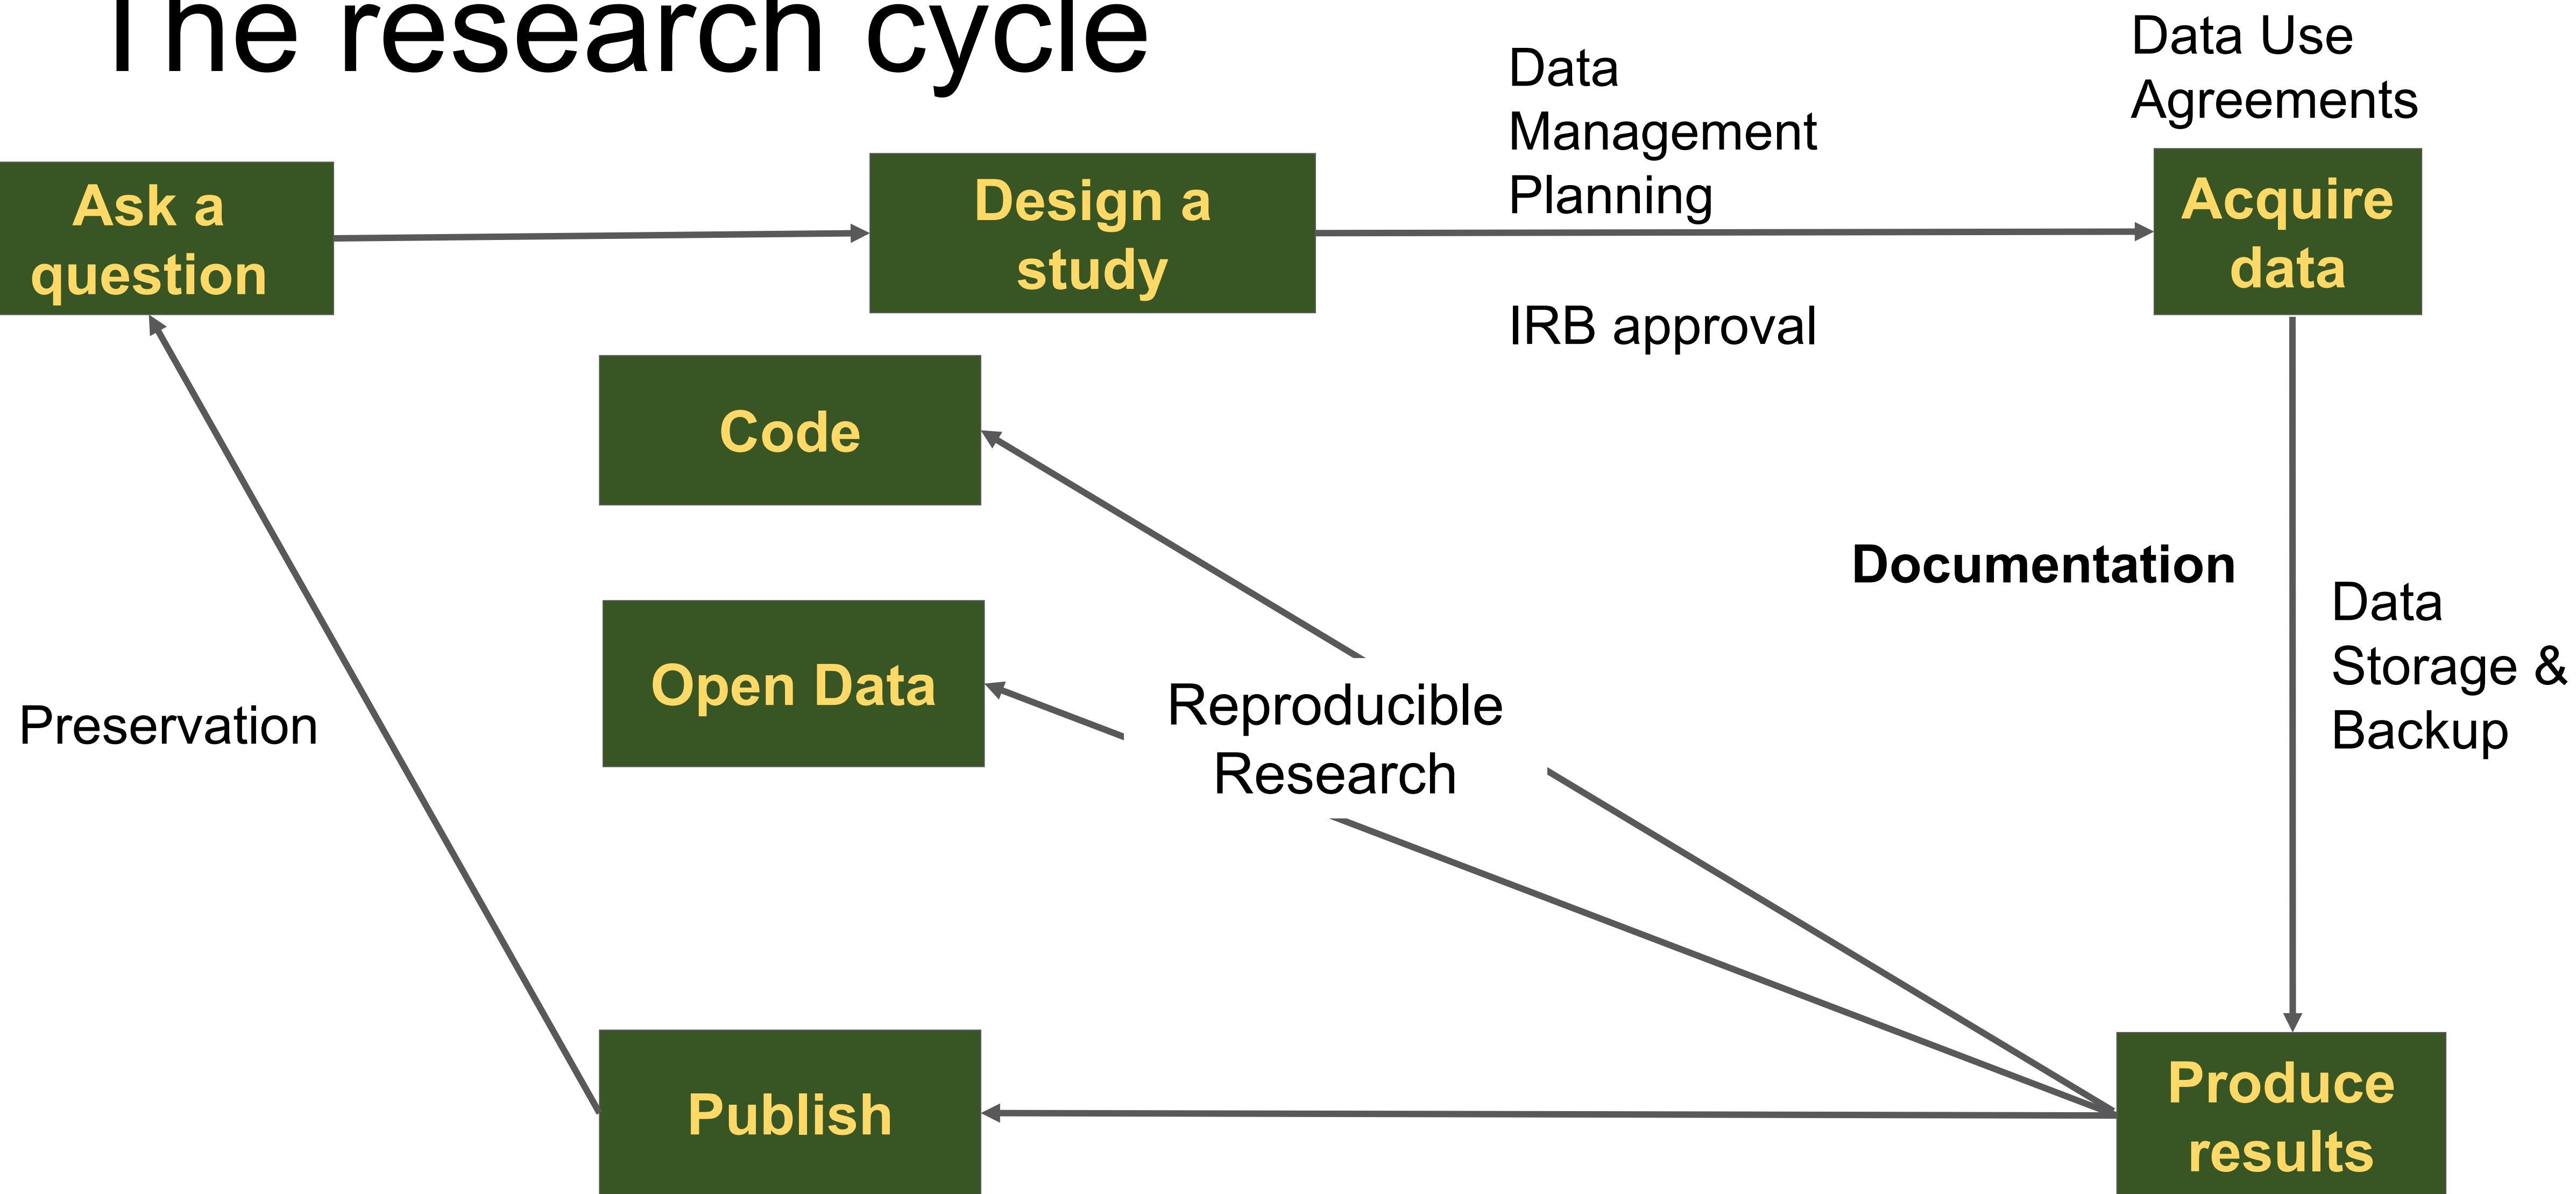 The research cycle
Data Use
Agreements
Data
Management
Planning
Ask a
question
Design a
study
Acquire
data
IRB approval
Code
Documentation
Data
Storage &
Backup
Open Data
Reproducible
Research
Preservation
Publish
Produce
results